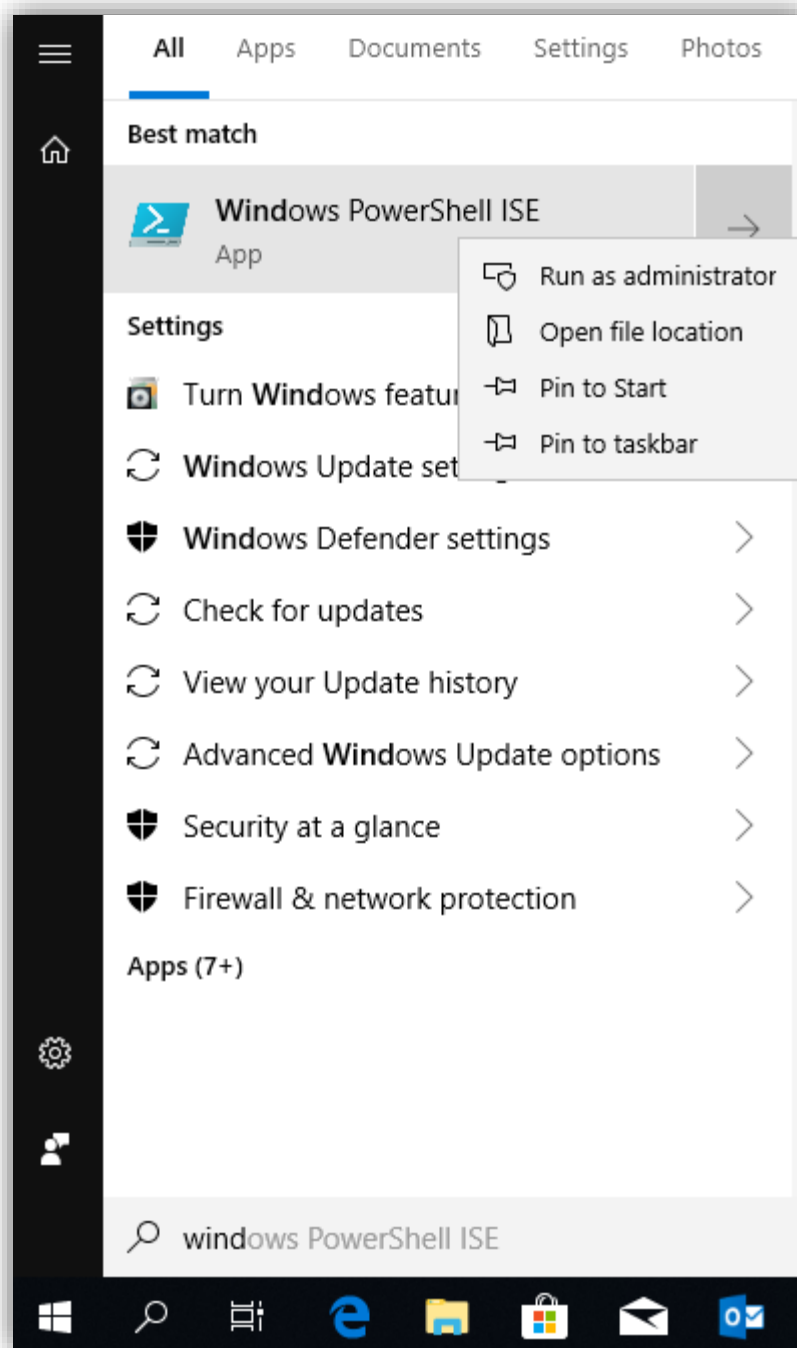 All Apps Documents Settings Photos
Best match
Windows PowerShell ISE
App
Run as administrator
Open file location
Pin to Start
Pin to taskbar
Settings
Turn Windows featur
Windows Update set
Windows Defender settings
Check for updates
View your Update history
Advanced Windows Update options
Security at a glance
Firewall & network protection
Apps (7+)
windows PowerShell ISE